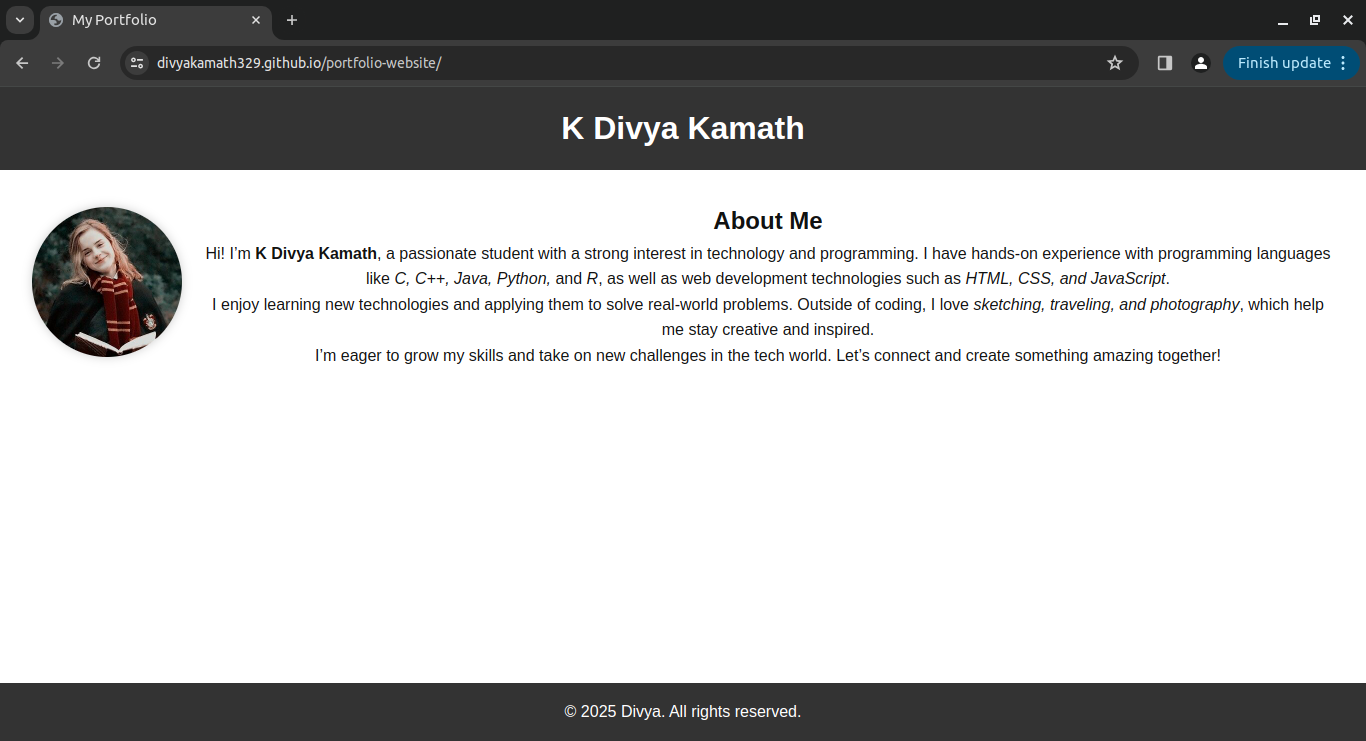 My Portfolio
divyakamath329.github.io/portfolio-website/
Finish update
K Divya Kamath
About Me
Hi! I’m K Divya Kamath, a passionate student with a strong interest in technology and programming. I have hands-on experience with programming languages
like C, C++, Java, Python, and R, as well as web development technologies such as HTML, CSS, and JavaScript.
I enjoy learning new technologies and applying them to solve real-world problems. Outside of coding, I love sketching, traveling, and photography, which help
me stay creative and inspired.
I’m eager to grow my skills and take on new challenges in the tech world. Let’s connect and create something amazing together!
© 2025 Divya. All rights reserved.